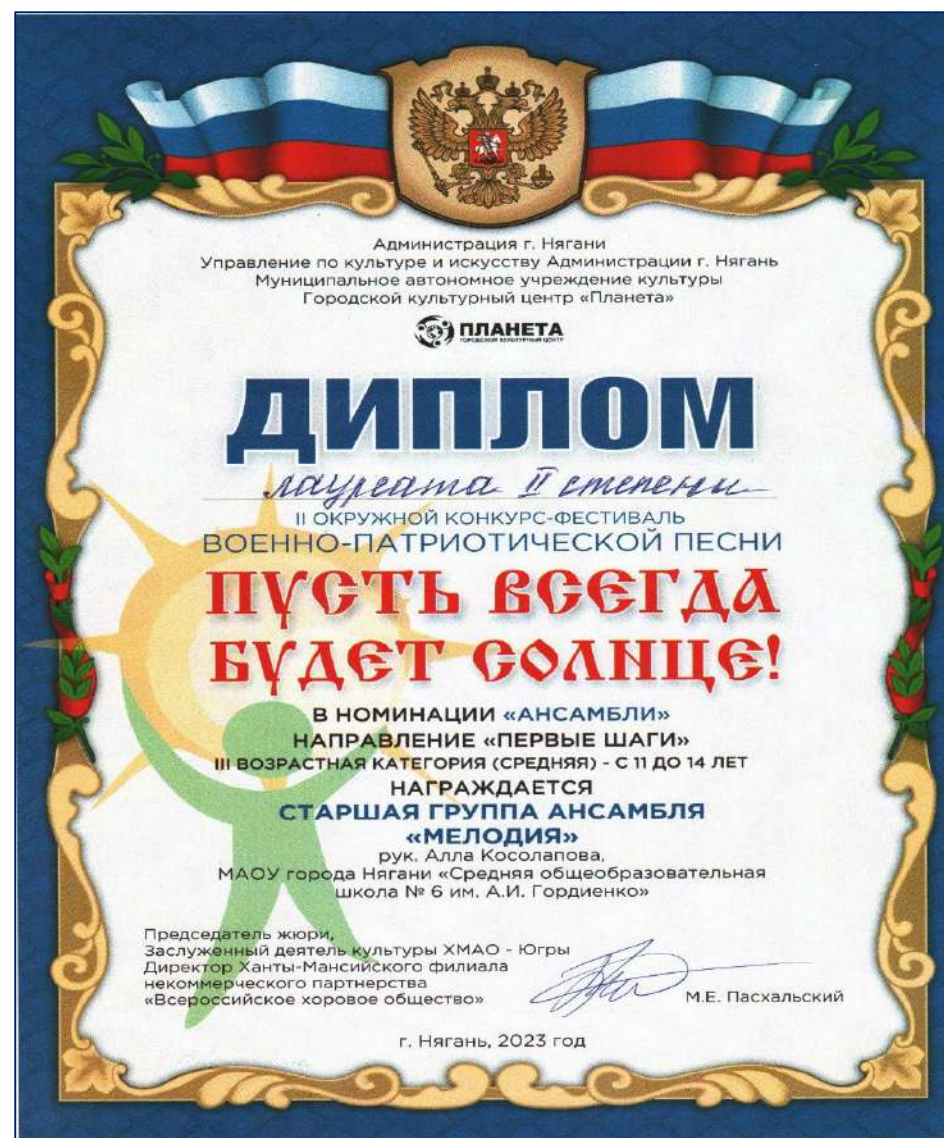 Администрация г. Нягани
Управление по культуре и искусству Администрации г. Нягань
Муниципальное автономное учреждение культуры
Городской культурный центр «Планета»
ПЛАНЕТА
ГОРОДСКОЙ КУЛЬТУРНЫЙ ЦЕНТР
ДИПЛОМ
лауреата II степени
II ОКРУЖНОЙ КОНКУРС-ФЕСТИВАЛЬ
ВОЕННО-ПАТРИОТИЧЕСКОЙ ПЕСНИ
ПУСТЬ ВСЕГДА
БУДЕТ СОЛНЦЕ!
В НОМИНАЦИИ «АНСАМБЛИ»
НАПРАВЛЕНИЕ «ПЕРВЫЕ ШАГИ»
III ВОЗРАСТНАЯ КАТЕГОРИЯ (СРЕДНЯЯ) - С 11 ДО 14 ЛЕТ
НАГРАЖДАЕТСЯ
СТАРШАЯ ГРУППА АНСАМБЛЯ
«МЕЛОДИЯ»
рук. Алла Косолапова,
МАОУ города Нягани «Средняя общеобразовательная
школа № 6 им. А.И. Гордиенко»
Председатель жюри,
Заслуженный деятель культуры ХМАО - Югры
Директор Ханты-Мансийского филиала
некоммерческого партнерства
«Всероссийское хоровое общество»
М.Е. Пасхальский
г. Нягань, 2023 год